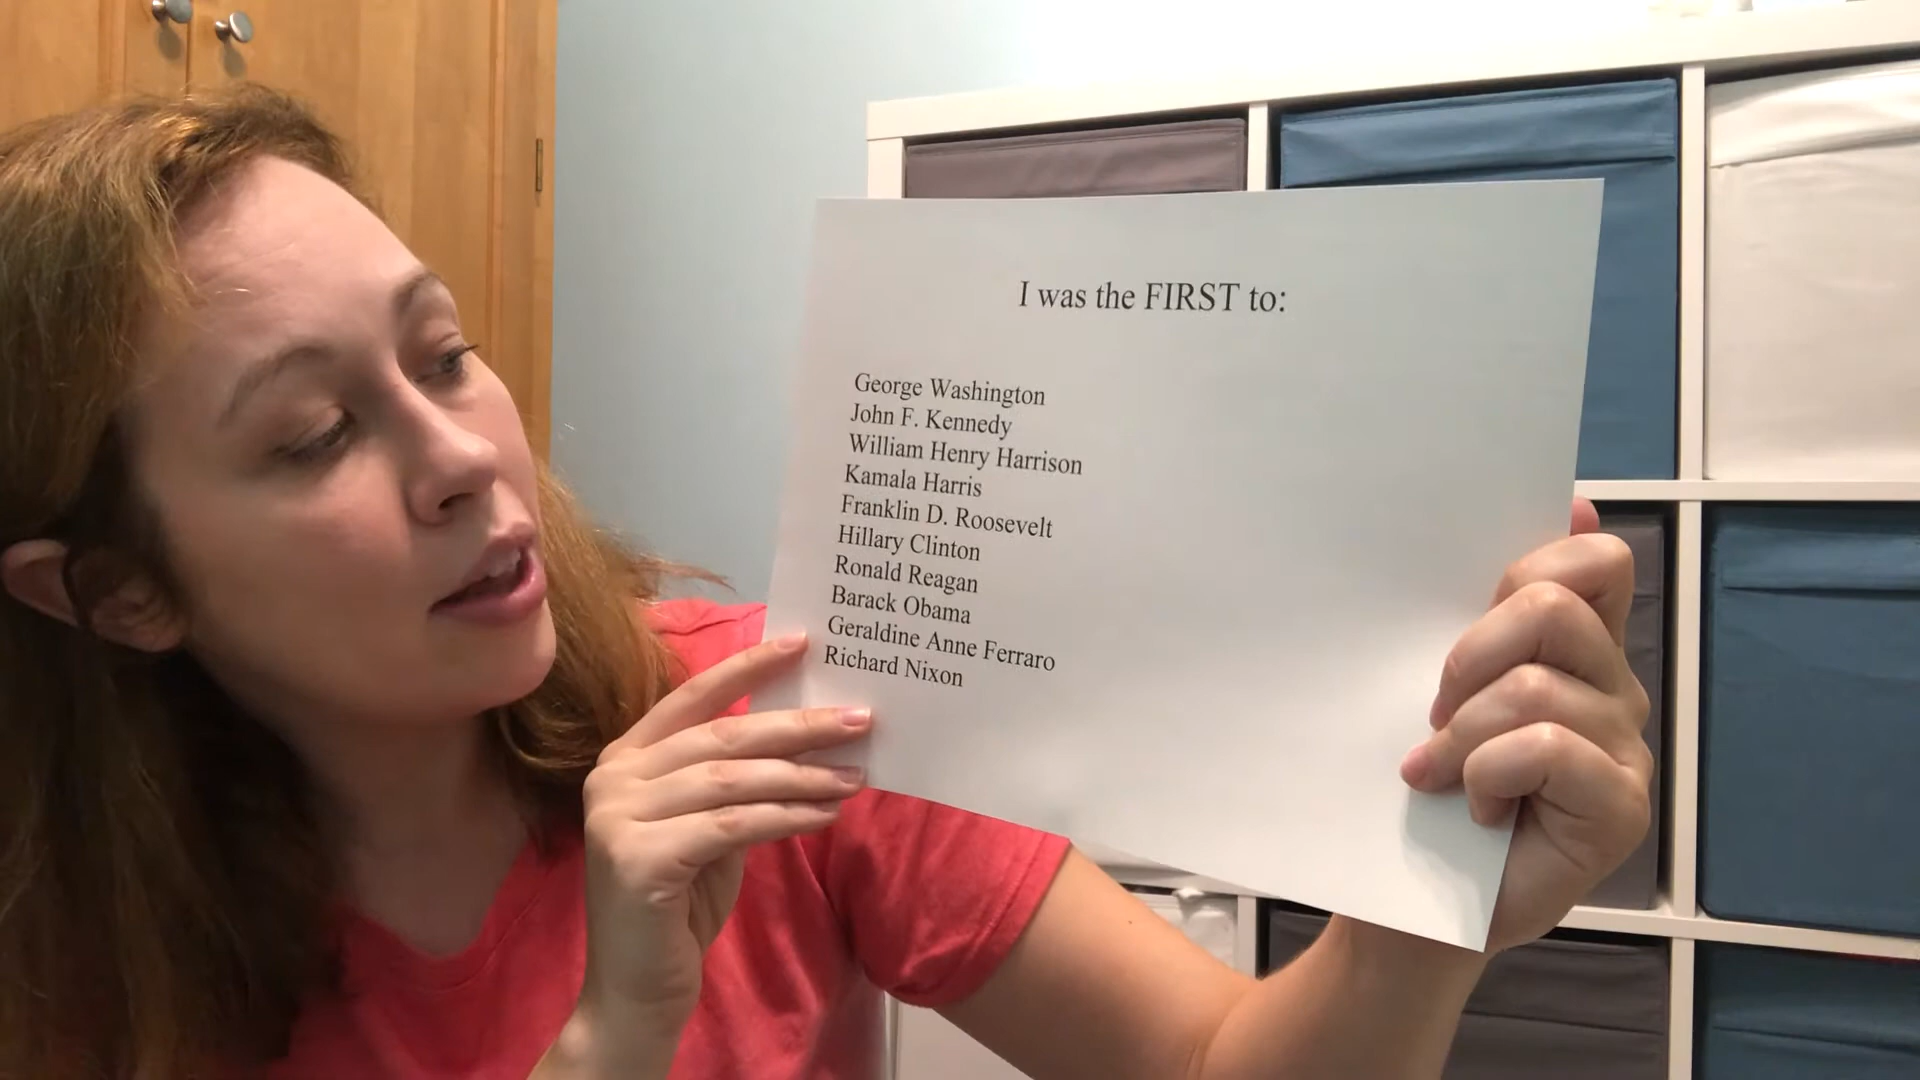 I was the FIRST to:
George Washington
John F. Kennedy
William Henry Harrison
Kamala Harris
Franklin D. Roosevelt
Hillary Clinton
Ronald Reagan
Barack Obama
Geraldine Anne Ferraro
Richard Nixon